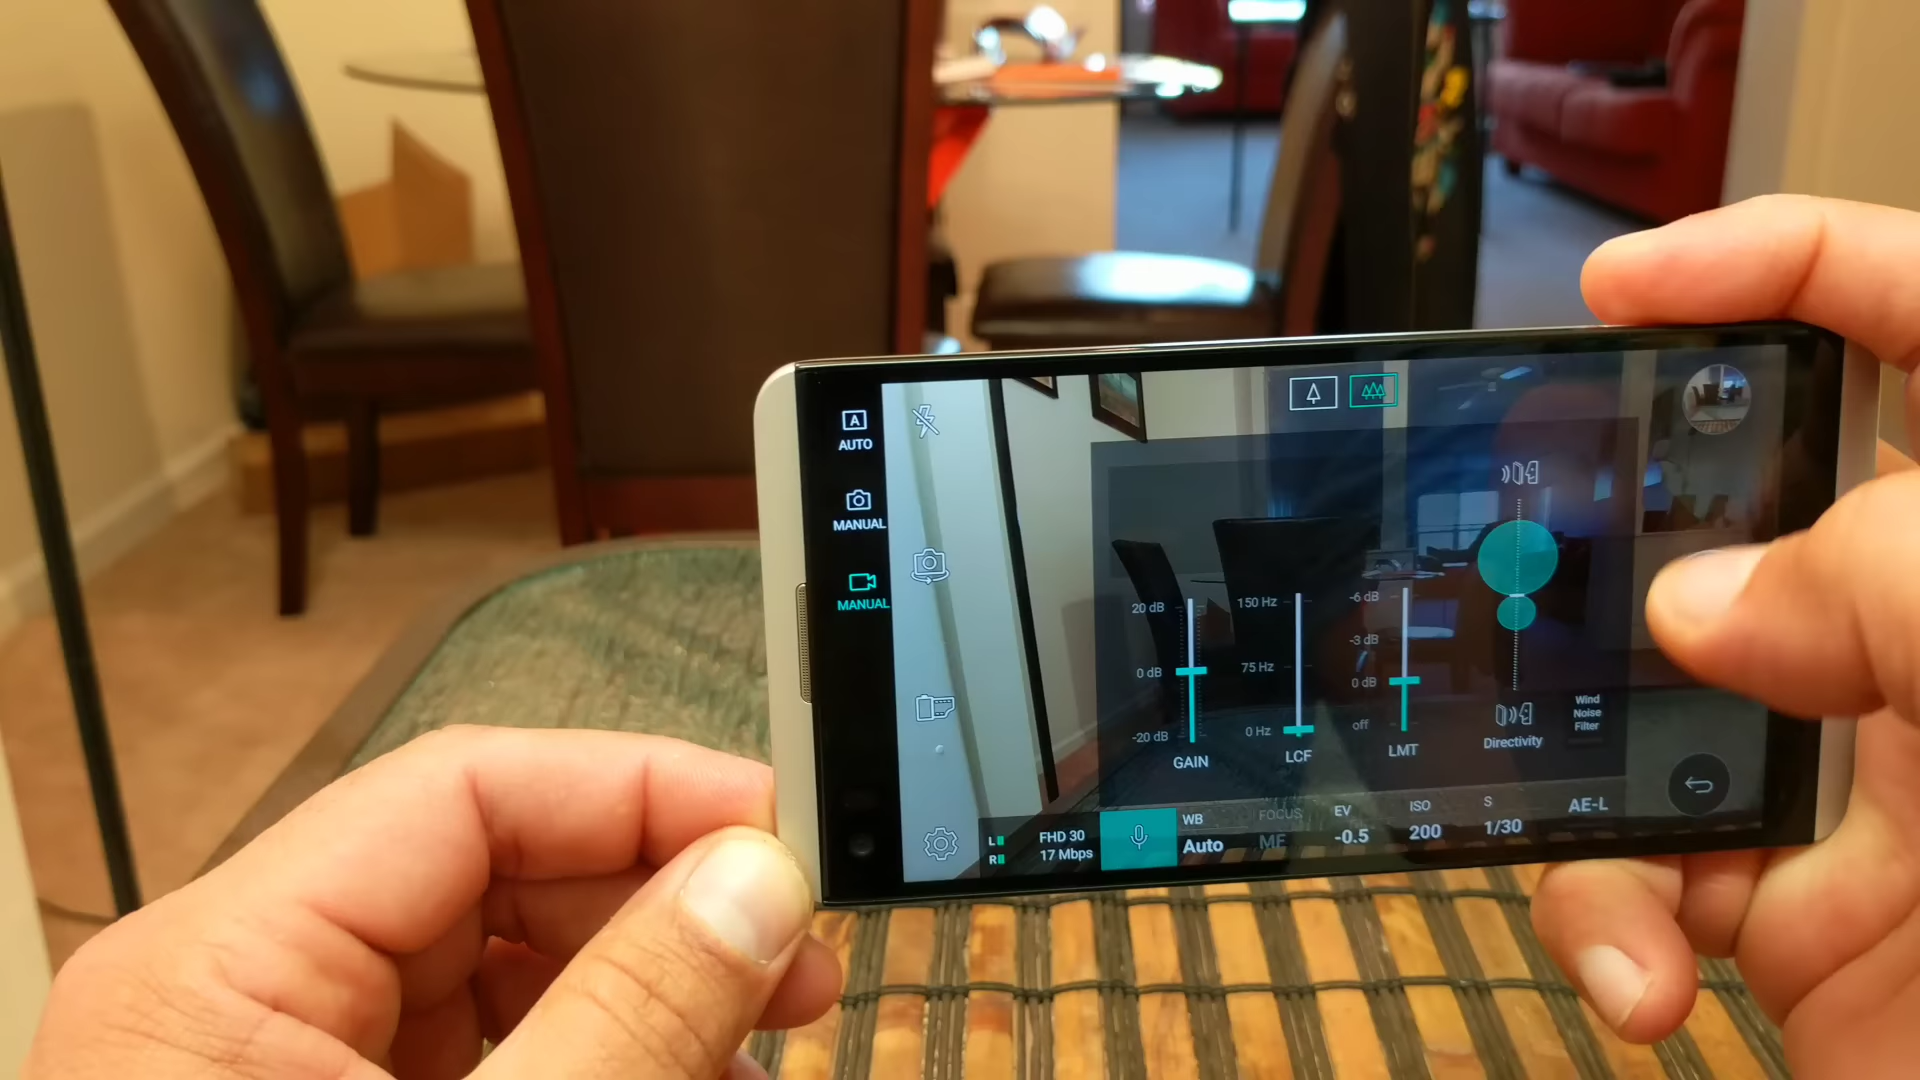 A
AUTO
MANUAL
MANUAL
20 dB
0 dB
-20 dB
GAIN
150 Hz
75 Hz
0 Hz
LCF
-6 dB
-3 dB
0 dB
off
LMT
Directivity
Wind
Noise
Filter
L
R
FHD 30
17 Mbps
WB
Auto
FOCUS
MF
EV
-0.5
ISO
200
S
1/30
AE-L